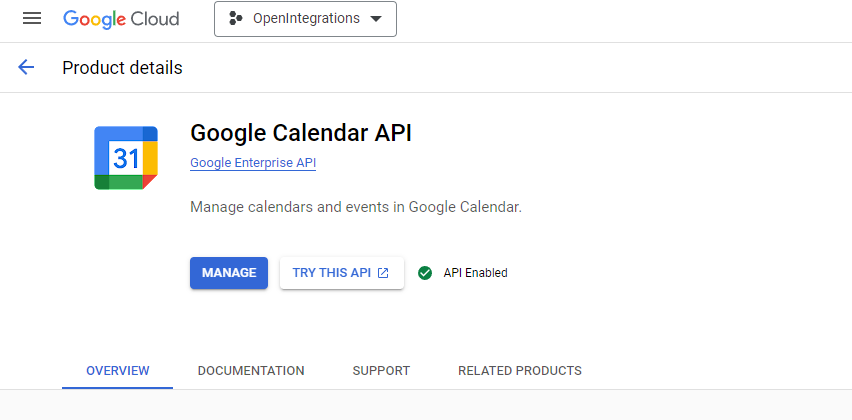 Google Cloud
OpenIntegrations
Product details
31
Google Calendar API
Google Enterprise API
Manage calendars and events in Google Calendar.
MANAGE
TRY THIS API
API Enabled
OVERVIEW
DOCUMENTATION
SUPPORT
RELATED PRODUCTS